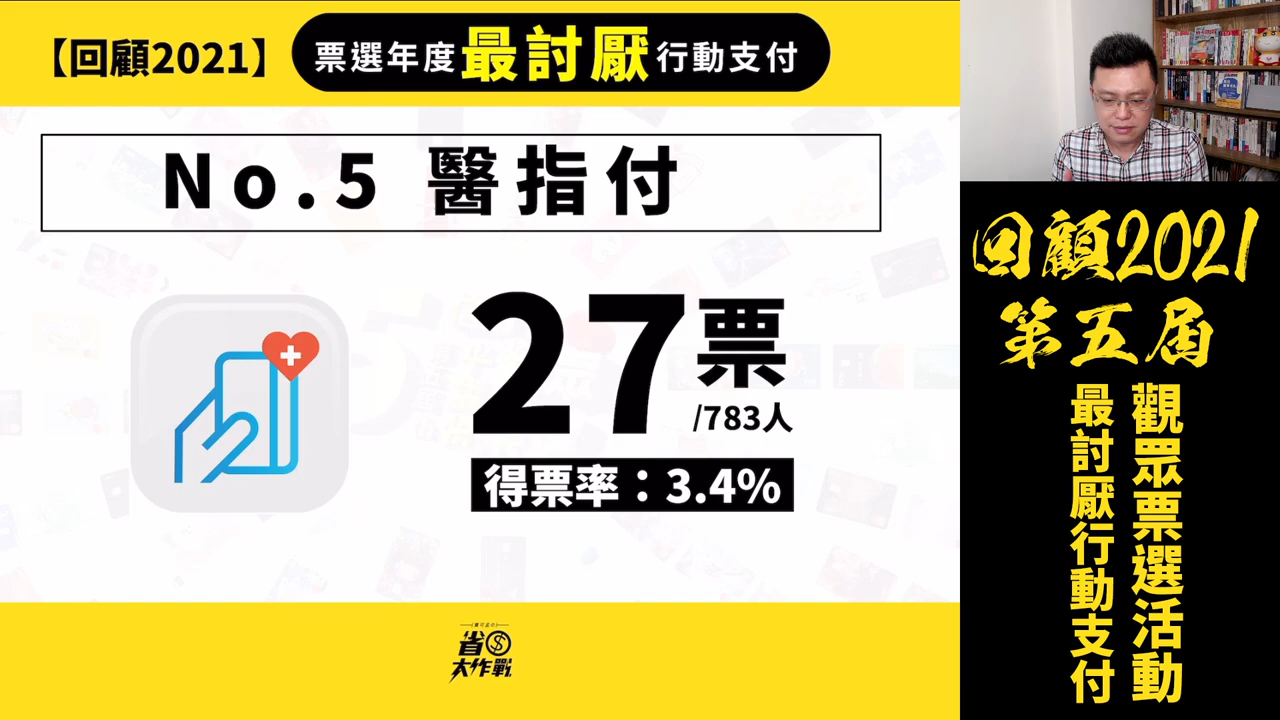 【回顧2021】
票選年度最討厭行動支付
No.5 醫指付
27票
/783人
得票率：3.4%
省$
大作戰
回顧2021
第五屆
觀眾票選活動
最討厭行動支付